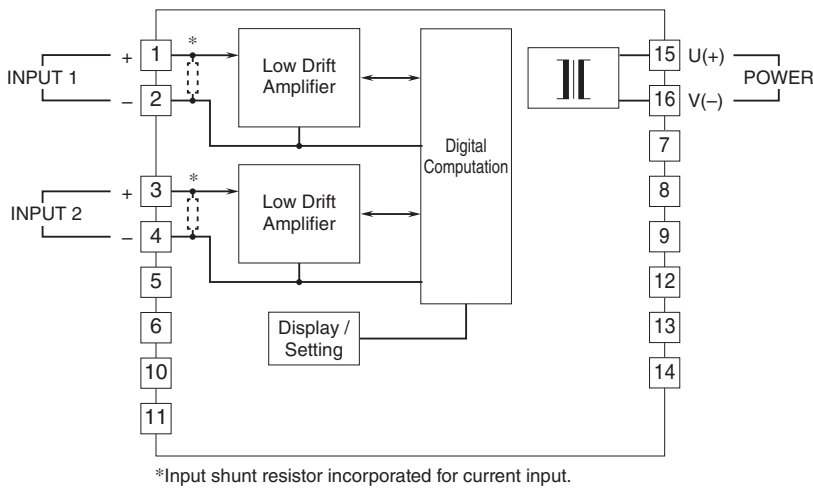 INPUT 1
+
−
1
2
*
Low Drift
Amplifier
INPUT 2
+
−
3
4
*
Low Drift
Amplifier
5
6
10
11
Digital
Computation
Display /
Setting
15
U(+)
16
V(–)
POWER
7
8
9
12
13
14
*Input shunt resistor incorporated for current input.